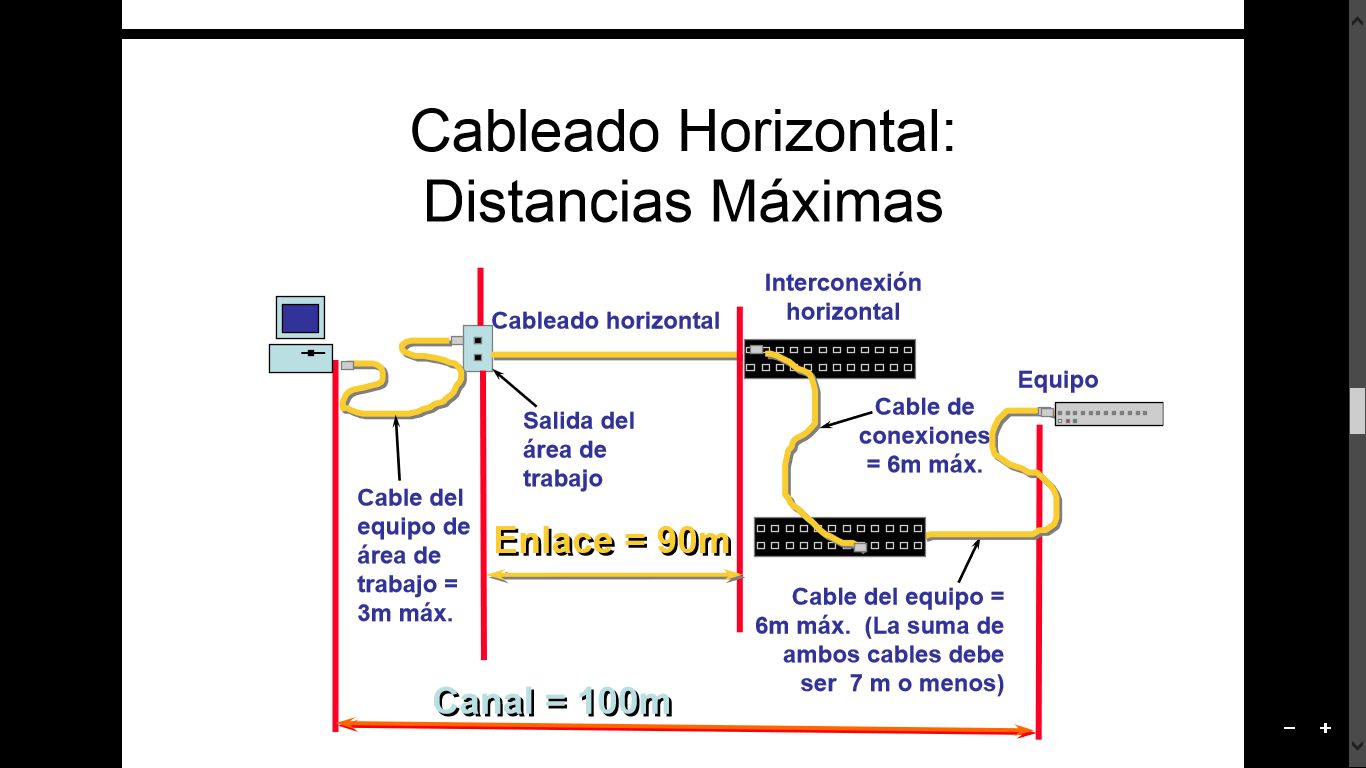 Cableado Horizontal:
Distancias Máximas
Interconexión
horizontal
Cableado horizontal
Equipo
Cable de
conexiones
= 6m máx.
Salida del
área de
trabajo
Cable del
equipo de
área de
trabajo =
3m máx.
Enlace = 90m
Cable del equipo =
6m máx.  (La suma de
ambos cables debe
ser  7 m o menos)
Canal = 100m